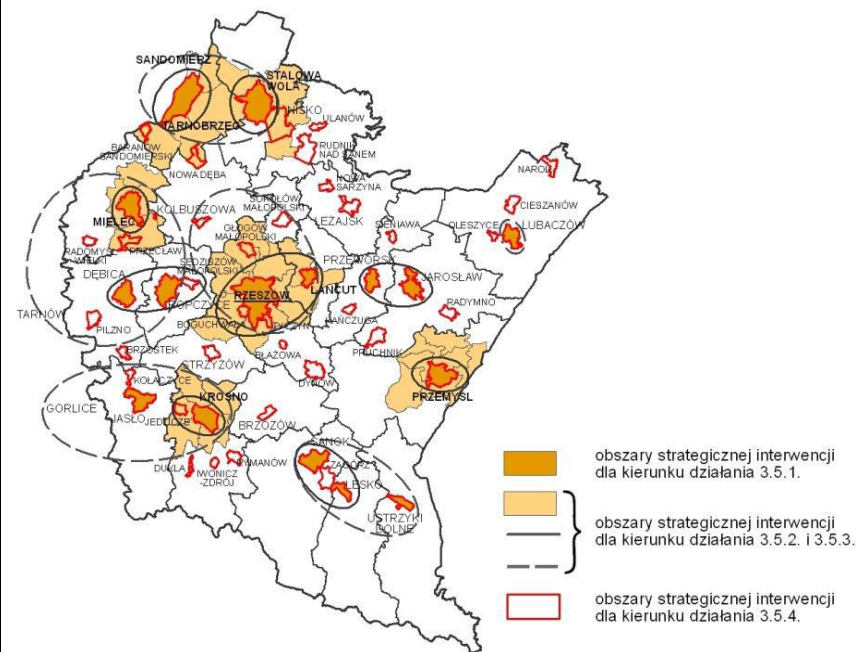 SANDOMIERZ
STALOWA
WOLA
NISKO
ULANÓW
TARNOBRZEG
RUDNIK
NAD SANEM
BARANÓW
SANDOMIERSKI
NOWA DĘBA
NOWA
SARZYNA
NAROL
CIESZANÓW
MIELEC
KOLBUSZOWA
SOKOŁÓW
MAŁOPOLSKI
LEŻAJSK
SIENIAWA
OLESZYCE
LUBACZÓW
GŁOGÓW
MAŁOPOLSKI
RADOMYŚL
WIELKI
PRZECŁAW
SĘDZISZÓW
MAŁOPOLSKI
PRZEWORSK
DĘBICA
JAROSŁAW
ROPCZYCE
RZESZÓW
ŁAŃCUT
TARNÓW
RADYMNO
PILZNO
BOGUCHWAŁA
TYCZYN
KAŃCZUGA
BRZOSTEK
STRZYŻÓW
BŁAŻOWA
PRUCHNIK
KOŁACZYCE
DYNÓW
GORLICE
KROSNO
PRZEMYŚL
JASŁO
JEDLICZE
BRZOZÓW
SANOK
DUKLA
IWONICZ
-ZDRÓJ
RYMANÓW
ZAGÓRZ
LESKO
USTRZYKI
DOLNE
obszary strategicznej interwencji
dla kierunku działania 3.5.1.
obszary strategicznej interwencji
dla kierunku działania 3.5.2. i 3.5.3.
obszary strategicznej interwencji
dla kierunku działania 3.5.4.